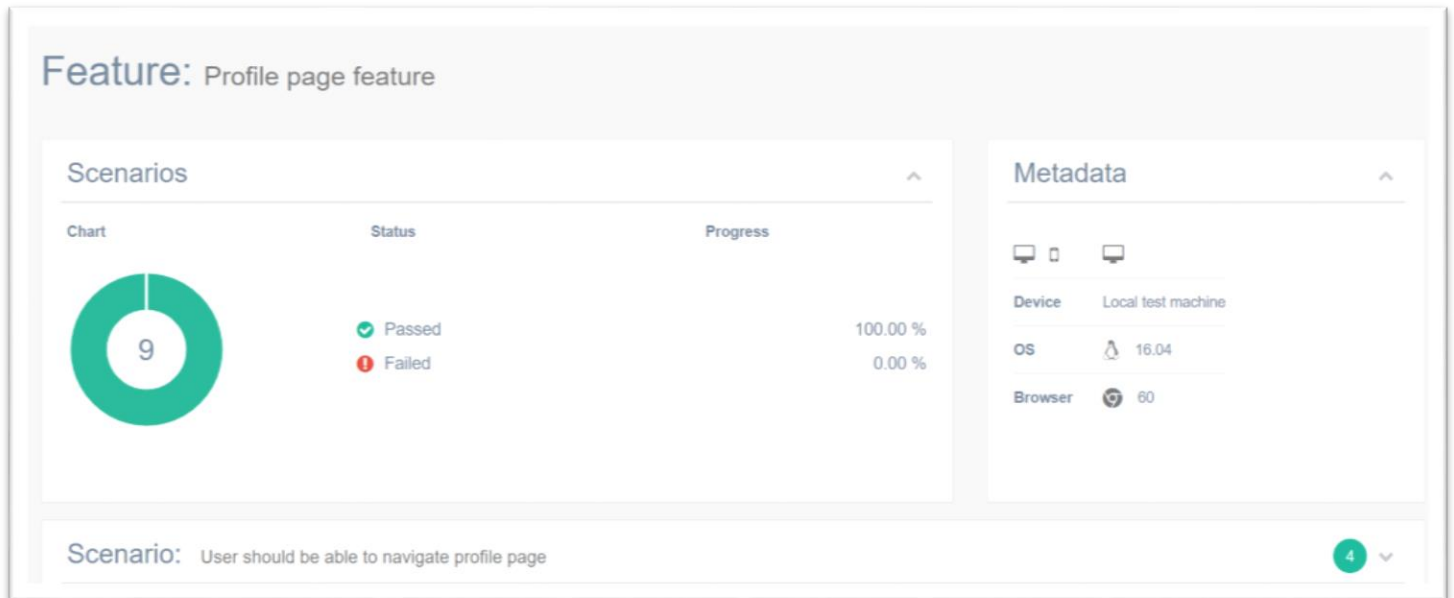 Feature: Profile page feature
Scenarios
Chart Status Progress
9
Passed 100.00 %
Failed 0.00 %
Metadata
Device Local test machine
OS 16.04
Browser 60
Scenario: User should be able to navigate profile page 4